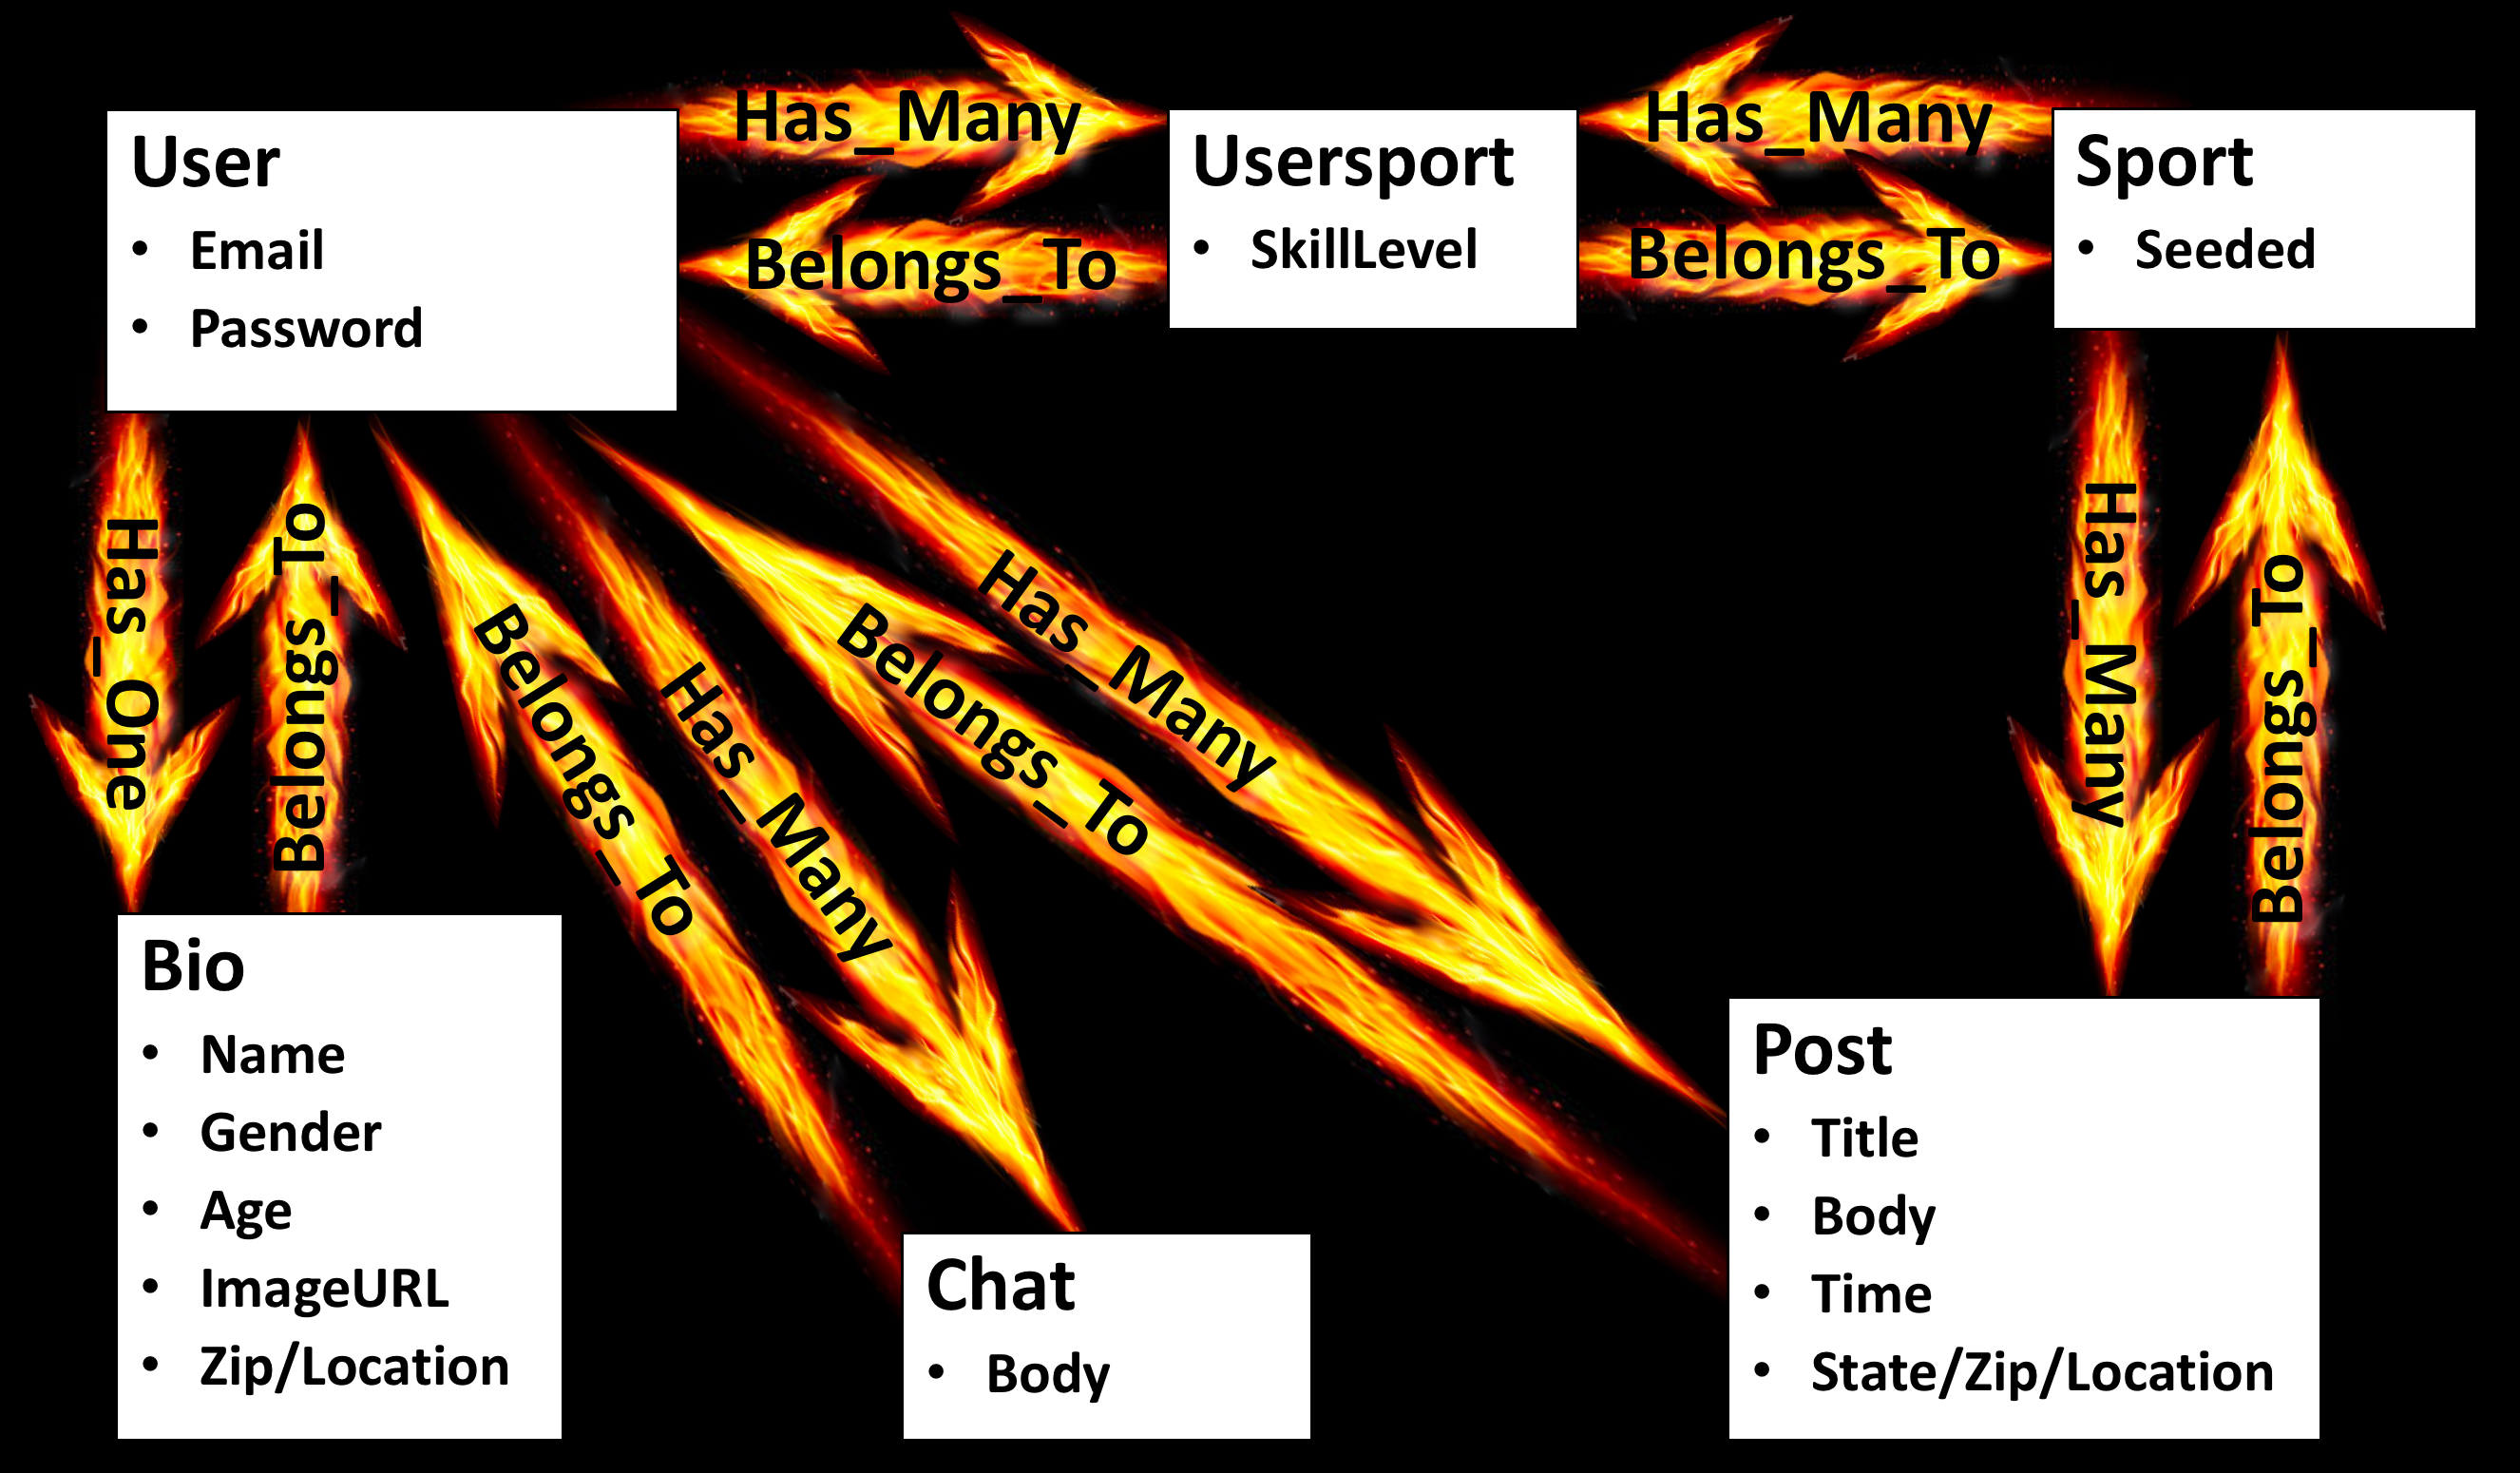 User
• Email
• Password
Has_Many
Belongs_To
Usersport
• SkillLevel
Has_Many
Belongs_To
Sport
• Seeded
Has_One
Belongs_To
Belongs_To
Has_Many
Belongs_To
Has_Many
Has_Many
Belongs_To
Bio
• Name
• Gender
• Age
• ImageURL
• Zip/Location
Chat
• Body
Post
• Title
• Body
• Time
• State/Zip/Location